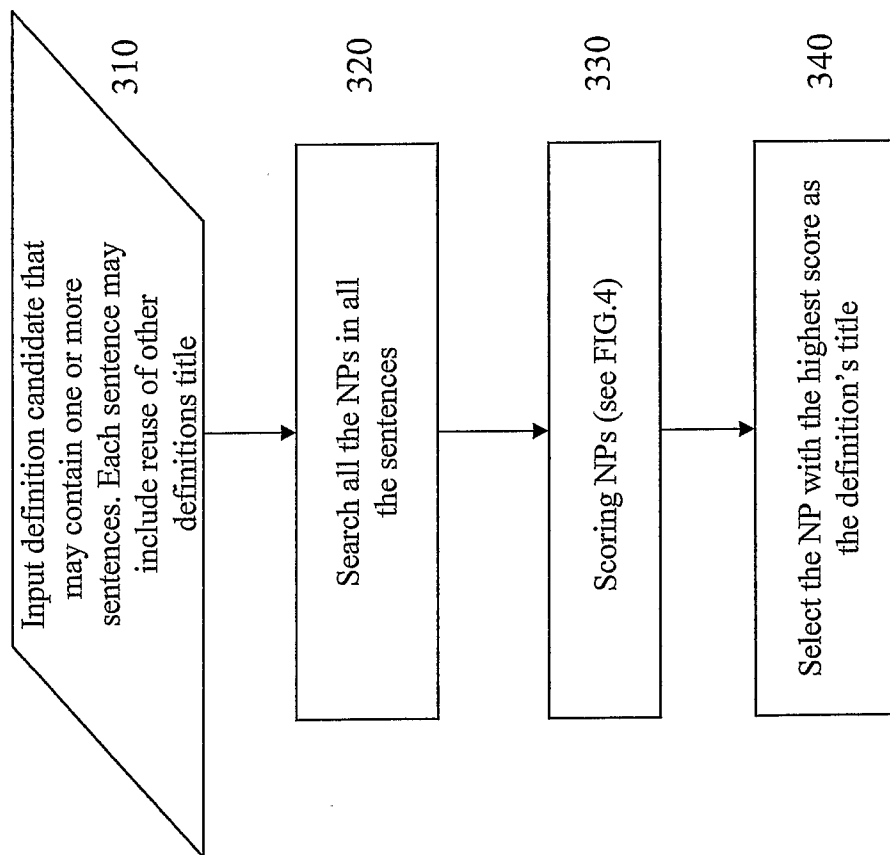 Input definition candidate that
may contain one or more
sentences. Each sentence may
include reuse of other
definitions title
310
Search all the NPs in all
the sentences
320
Scoring NPs (see FIG.4)
330
Select the NP with the highest score as
the definition's title
340